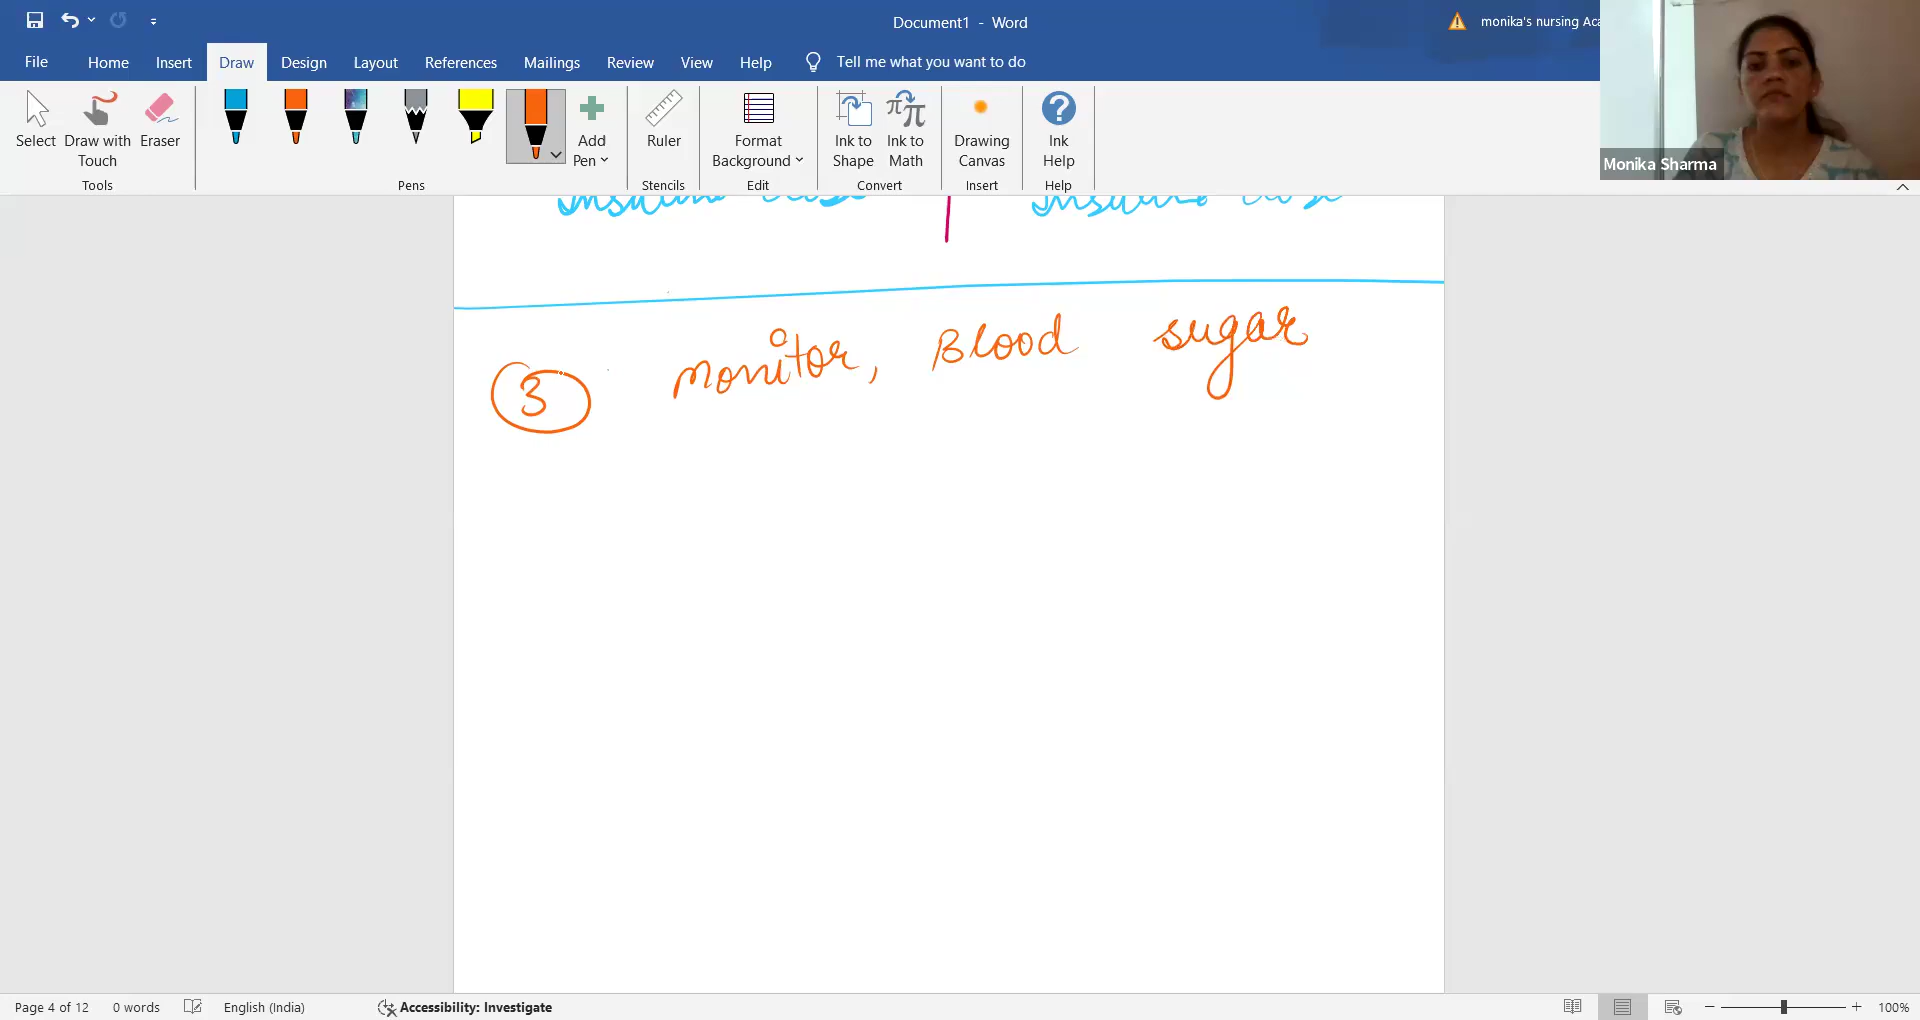 Document1 - Word
monika's nursing Aca
File Home Insert Draw Design Layout References Mailings Review View Help Tell me what you want to do
Select Draw with Touch Eraser
Add Pen
Ruler
Format Background
Ink to Shape Ink to Math
Drawing Canvas
Ink Help
Tools Pens Stencils Edit Convert Insert Help
Monika Sharma
3 monitor, Blood sugar
Page 4 of 12 0 words English (India) Accessibility: Investigate 100%